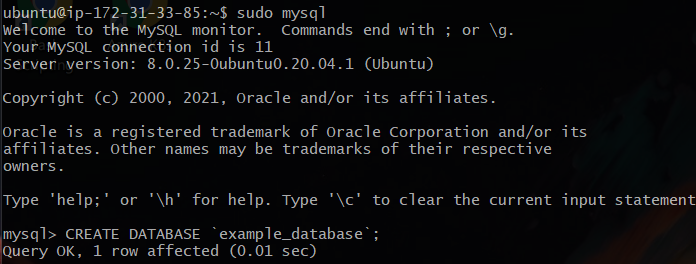 ubuntu@ip-172-31-33-85:~$ sudo mysql
Welcome to the MySQL monitor.  Commands end with ; or \g.
Your MySQL connection id is 11
Server version: 8.0.25-0ubuntu0.20.04.1 (Ubuntu)
Copyright (c) 2000, 2021, Oracle and/or its affiliates.
Oracle is a registered trademark of Oracle Corporation and/or its
affiliates. Other names may be trademarks of their respective
owners.
Type 'help;' or '\h' for help. Type '\c' to clear the current input statement
mysql> CREATE DATABASE `example_database`;
Query OK, 1 row affected (0.01 sec)